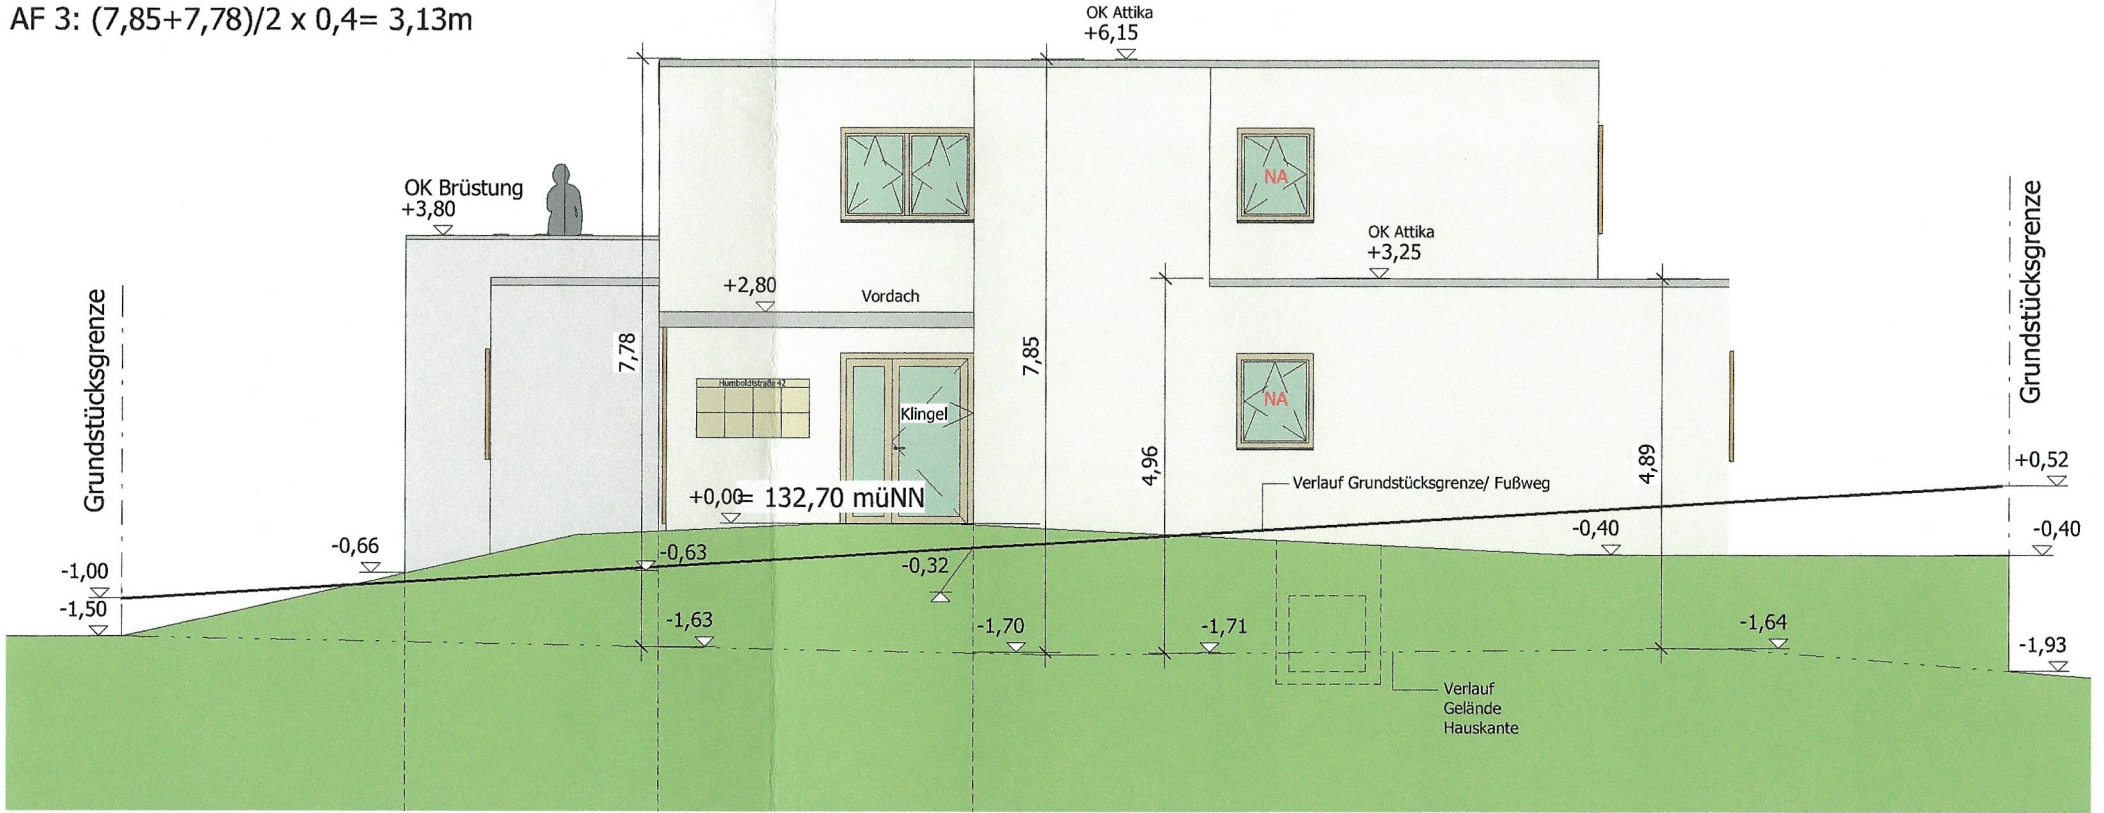 AF 3: (7,85+7,78)/2 x 0,4= 3,13m
OK Attika
+6,15
OK Brüstung
+3,80
OK Attika
+3,25
+2,80
Vordach
Grundstücksgrenze
Grundstücksgrenze
7,78
7,85
Humboldtstraße 42
Klingel
NA
NA
4,96
4,89
+0,00= 132,70 müNN
Verlauf Grundstücksgrenze/ Fußweg
+0,52
-0,66
-0,63
-0,32
-0,40
-0,40
-1,00
-1,50
-1,63
-1,70
-1,71
-1,64
-1,93
Verlauf
Gelände
Hauskante